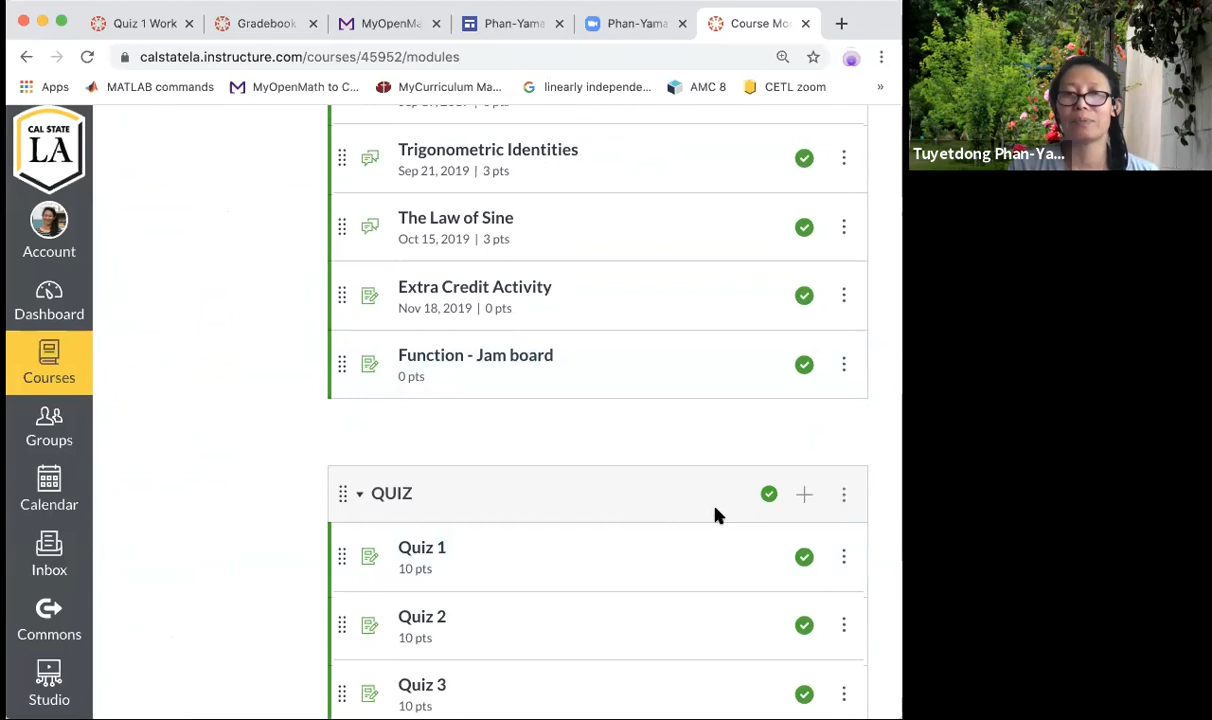 Quiz 1 Work
Gradebook
MyOpenMa
Phan-Yama
Phan-Yama
Course Mod
calstatela.instructure.com/courses/45952/modules
Apps
MATLAB commands
MyOpenMath to C...
MyCurriculum Ma...
linearly independe...
AMC 8
CETL zoom
»
Tuyetdong Phan-Ya...
CAL STATE
LA
Account
Dashboard
Courses
Groups
Calendar
Inbox
Commons
Studio
Trigonometric Identities
Sep 21, 2019 | 3 pts
The Law of Sine
Oct 15, 2019 | 3 pts
Extra Credit Activity
Nov 18, 2019 | 0 pts
Function - Jam board
0 pts
QUIZ
Quiz 1
10 pts
Quiz 2
10 pts
Quiz 3
10 pts